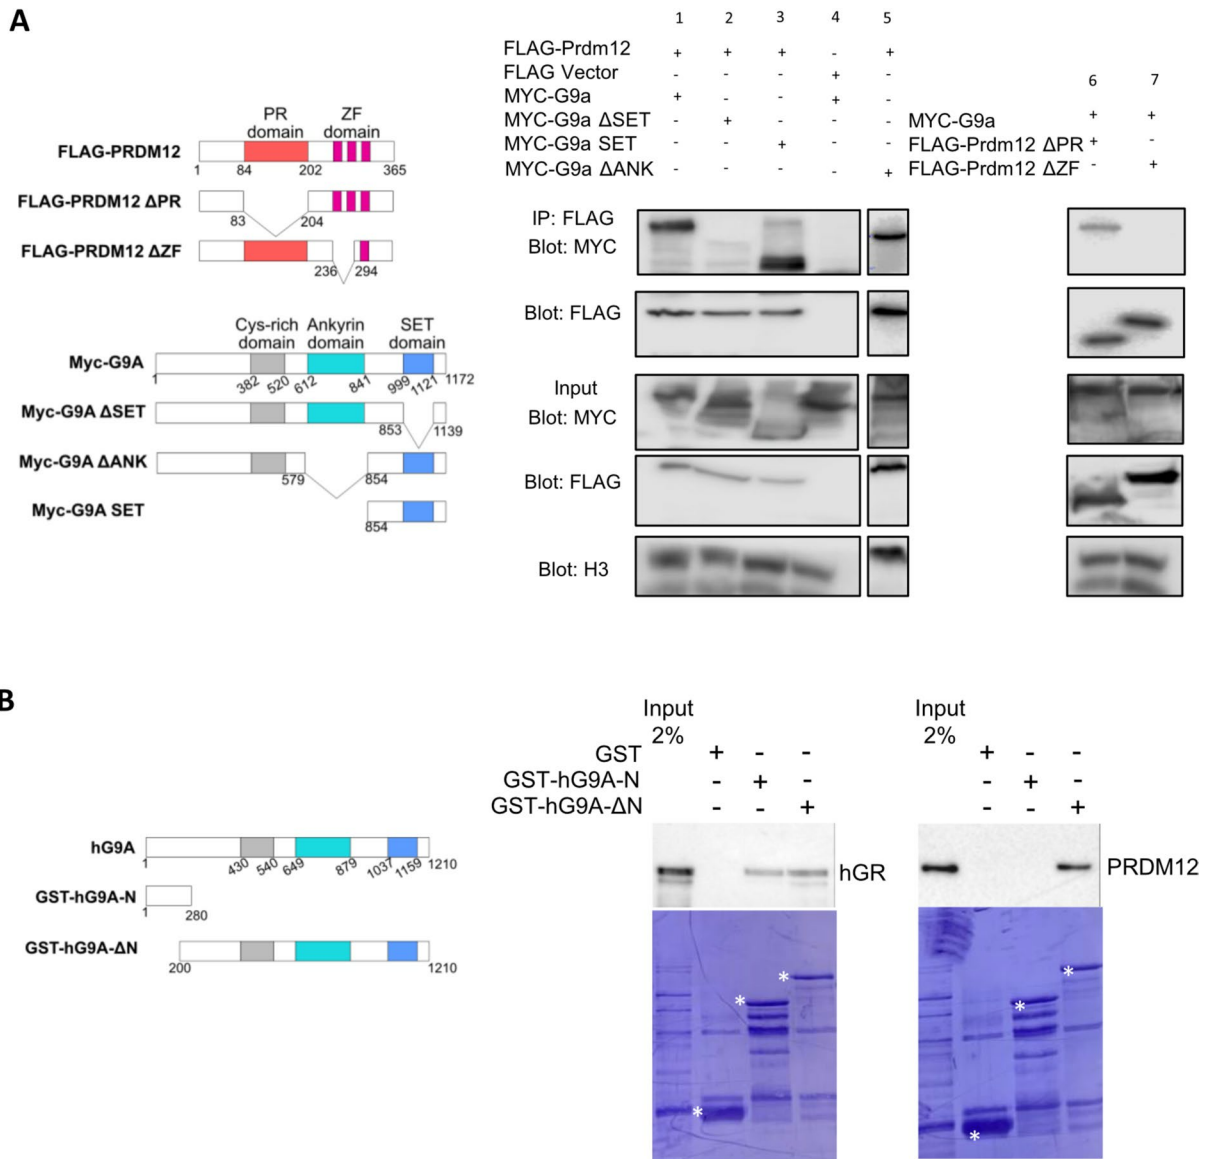 A
1 2 3 4 5
FLAG-Prdm12 + + + - +
FLAG Vector - - - + -
MYC-G9a + - - + -
MYC-G9a ΔSET - + - - -
MYC-G9a SET - - + - -
MYC-G9a ΔANK - - - - +
6 7
MYC-G9a + +
FLAG-Prdm12 ΔPR + -
FLAG-Prdm12 ΔZF - +
PR domain
ZF domain
FLAG-PRDM12
1 84 202 365
FLAG-PRDM12 ΔPR
83 204
FLAG-PRDM12 ΔZF
236 294
Cys-rich domain
Ankyrin domain
SET domain
Myc-G9A
1 382 520 612 841 999 1121 1172
Myc-G9A ΔSET
853 1139
Myc-G9A ΔANK
579 854
Myc-G9A SET
854
IP: FLAG
Blot: MYC
Blot: FLAG
Input
Blot: MYC
Blot: FLAG
Blot: H3
B
hG9A
1 430 540 649 879 1037 1159 1210
GST-hG9A-N
1 280
GST-hG9A-ΔN
200 1210
Input
2%
GST + - -
GST-hG9A-N - + -
GST-hG9A-ΔN - - +
hGR
* * *
Input
2%
+ - -
- + -
- - +
PRDM12
* * *